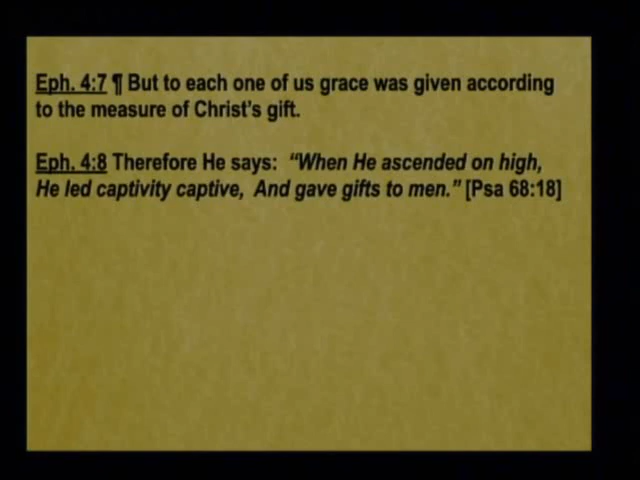 Eph. 4:7 ¶ But to each one of us grace was given according
to the measure of Christ's gift.
Eph. 4:8 Therefore He says: “When He ascended on high,
He led captivity captive, And gave gifts to men.” [Psa 68:18]